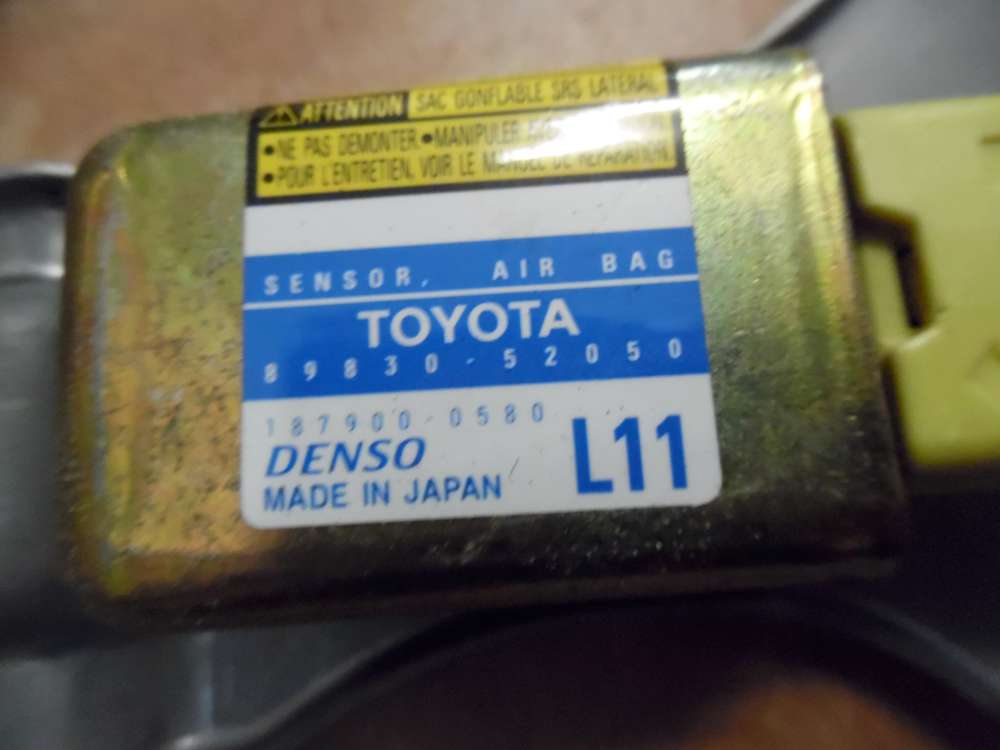 ATTENTION SAC GONFLABLE SRS LATERAL
•NE PAS DEMONTER •MANIPULER
•POUR L'ENTRETIEN, VOIR LE MANUEL DE REPARATION.
SENSOR, AIR BAG
TOYOTA
89830-52050
187900-0580
DENSO L11
MADE IN JAPAN